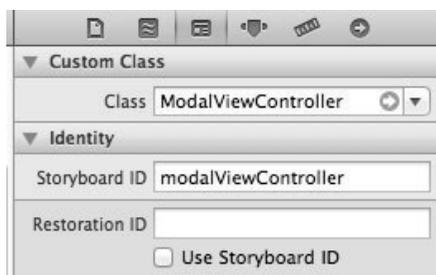 Custom Class
Class ModalViewController
Identity
Storyboard ID modalViewController
Restoration ID
Use Storyboard ID